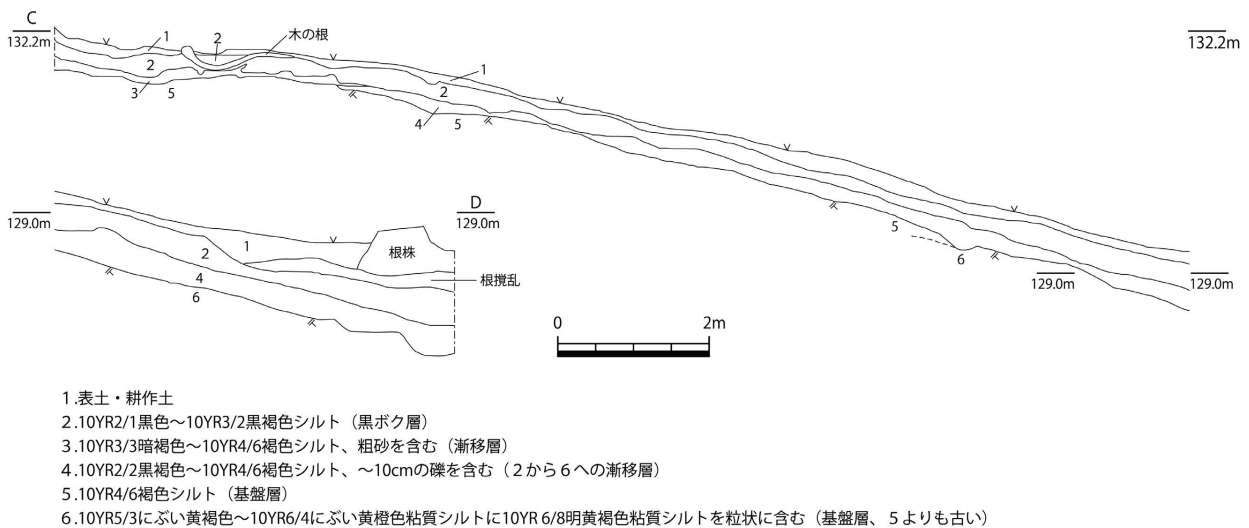 C
132.2m
132.2m
1
2
木の根
2
3
5
1
2
4
5
5
6
129.0m
129.0m
129.0m
D
129.0m
1
2
根株
4
根撹乱
6
0
2m
1.表土・耕作土
2.10YR2/1黒色～10YR3/2黒褐色シルト（黒ボク層）
3.10YR3/3暗褐色～10YR4/6褐色シルト、粗砂を含む（漸移層）
4.10YR2/2黒褐色～10YR4/6褐色シルト、～10cmの礫を含む（２から６への漸移層）
5.10YR4/6褐色シルト（基盤層）
6.10YR5/3にぶい黄褐色～10YR6/4にぶい黄橙色粘質シルトに10YR 6/8明黄褐色粘質シルトを粒状に含む（基盤層、５よりも古い）